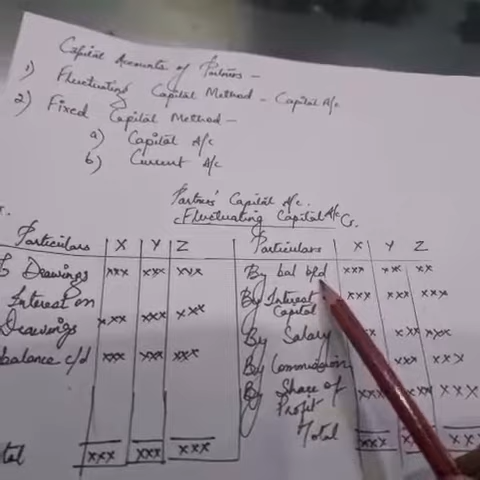 Capital Accounts of Partners -
1) Fluctuating Capital Method - Capital A/c
2) Fixed Capital Method -
a) Capital A/c
b) Current A/c
Partners' Capital A/c.
Fluctuating Capital A/c Cr.
r.
Particulars X Y Z Particulars X Y Z
Drawings xxx xxx xxx By bal b/d xxx xxx xx
Interest on
Drawings xxx xxx xxx By Interest Capital xxx xxx xxx
By Salary xx xxx xxx
balance c/d xxx xxx xxx By Commission xxx xxx
By Share of Profit xxx xxx xxx
tal xxx xxx xxx Total xxx xx